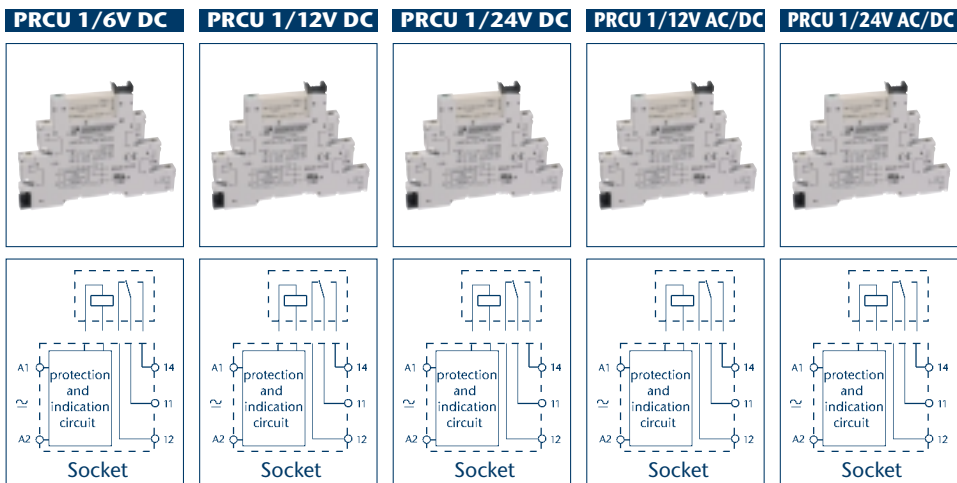 PRCU 1/6V DC
PRCU 1/12V DC
PRCU 1/24V DC
PRCU 1/12V AC/DC
PRCU 1/24V AC/DC
A1
14
protection
and
indication
circuit
≃
11
A2
12
Socket
A1
14
protection
and
indication
circuit
≃
11
A2
12
Socket
A1
14
protection
and
indication
circuit
≃
11
A2
12
Socket
A1
14
protection
and
indication
circuit
≃
11
A2
12
Socket
A1
14
protection
and
indication
circuit
≃
11
A2
12
Socket